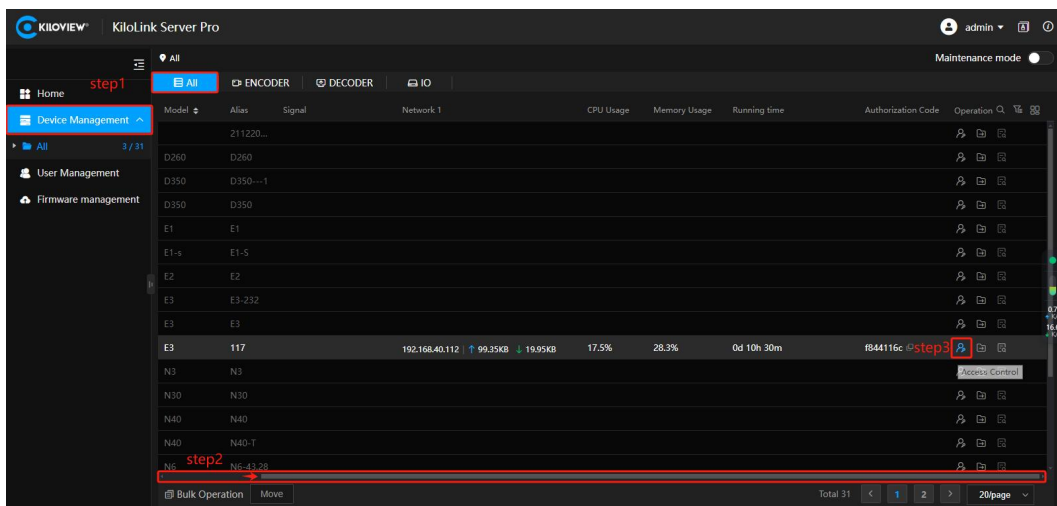 KILOVIEW® KiloLink Server Pro admin
All Maintenance mode
step1
All ENCODER DECODER IO
Home
Device Management
All 3 / 31
User Management
Firmware management
Model Alias Signal Network 1 CPU Usage Memory Usage Running time Authorization Code Operation
211220...
D260 D260
D350 D350---1
D350 D350
E1 E1
E1-s E1-S
E2 E2
E3 E3-232
E3 E3
E3 117 192.168.40.112 | ↑ 99.35KB ↓ 19.95KB 17.5% 28.3% 0d 10h 30m f844116c step3
N3 N3 Access Control
N30 N30
N40 N40
N40 N40-T
step2
N6 N6-43.28
Bulk Operation Move Total 31 < 1 2 > 20/page